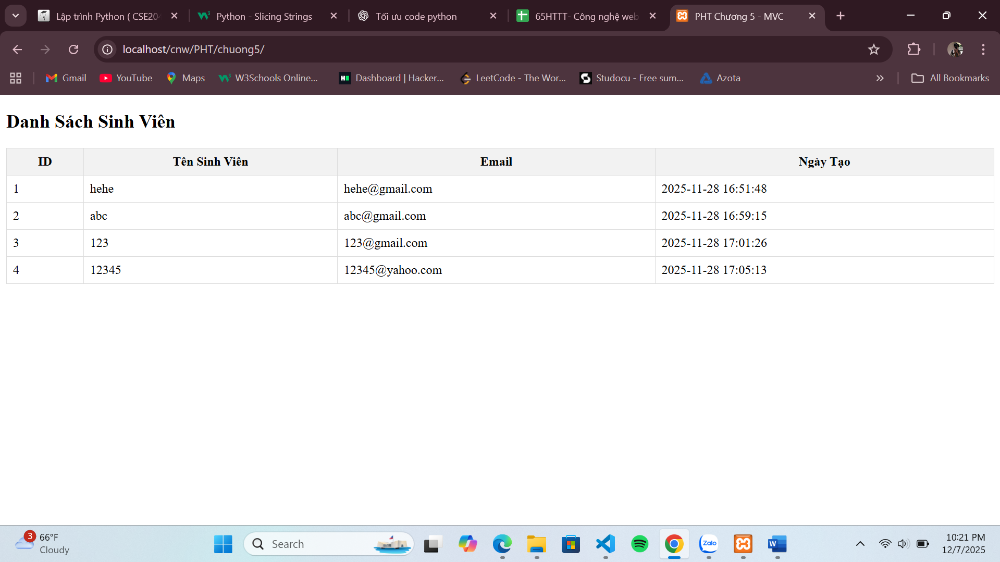 Lập trình Python ( CSE204
Python - Slicing Strings
Tối ưu code python
65HTTT- Công nghệ web
PHT Chương 5 - MVC
localhost/cnw/PHT/chuong5/
Gmail
YouTube
Maps
W3Schools Online...
Dashboard | Hacker...
LeetCode - The Wor...
Studocu - Free sum...
Azota
All Bookmarks
Danh Sách Sinh Viên
ID Tên Sinh Viên Email Ngày Tạo
1 hehe hehe@gmail.com 2025-11-28 16:51:48
2 abc abc@gmail.com 2025-11-28 16:59:15
3 123 123@gmail.com 2025-11-28 17:01:26
4 12345 12345@yahoo.com 2025-11-28 17:05:13
3
66°F
Cloudy
Search
Zalo
10:21 PM
12/7/2025